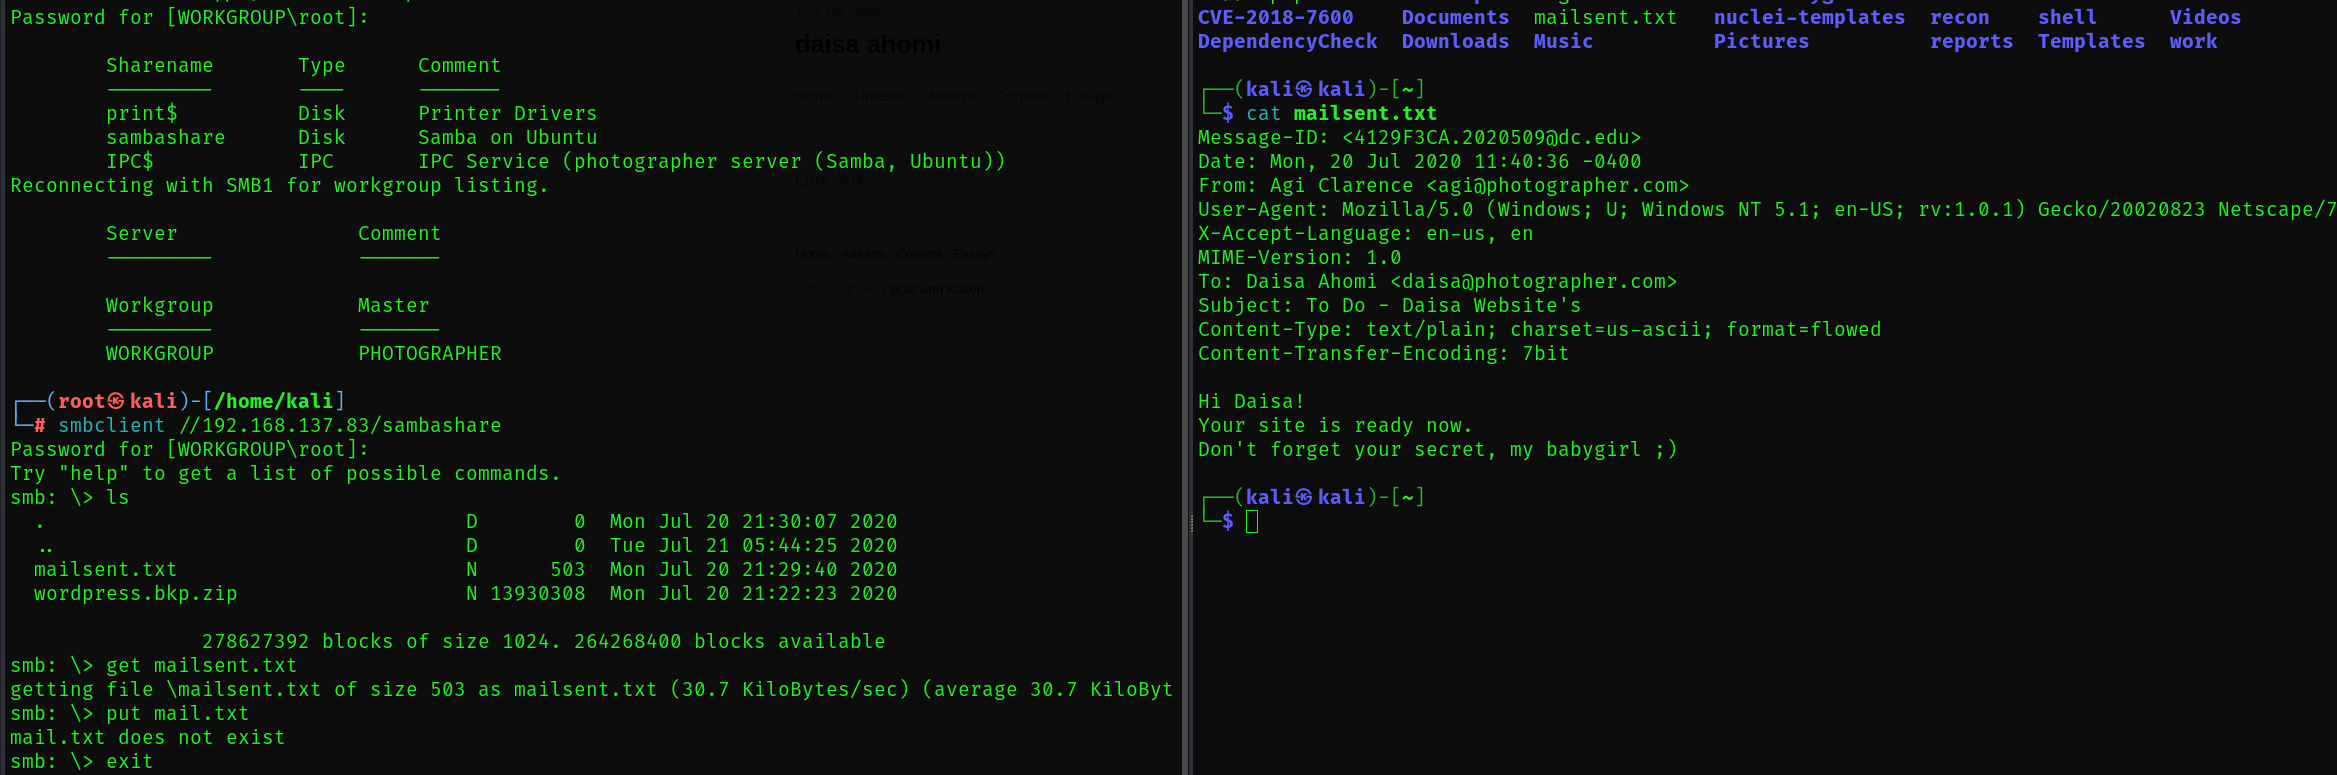 Password for [WORKGROUP\root]:
Sharename Type Comment
--------- ---- -------
print$ Disk Printer Drivers
sambashare Disk Samba on Ubuntu
IPC$ IPC IPC Service (photographer server (Samba, Ubuntu))
Reconnecting with SMB1 for workgroup listing.
Server Comment
--------- -------
Workgroup Master
--------- -------
WORKGROUP PHOTOGRAPHER
┌──(root㉿kali)-[/home/kali]
└─# smbclient //192.168.137.83/sambashare
Password for [WORKGROUP\root]:
Try "help" to get a list of possible commands.
smb: \> ls
. D 0 Mon Jul 20 21:30:07 2020
.. D 0 Tue Jul 21 05:44:25 2020
mailsent.txt N 503 Mon Jul 20 21:29:40 2020
wordpress.bkp.zip N 13930308 Mon Jul 20 21:22:23 2020
278627392 blocks of size 1024. 264268400 blocks available
smb: \> get mailsent.txt
getting file \mailsent.txt of size 503 as mailsent.txt (30.7 KiloBytes/sec) (average 30.7 KiloByt
smb: \> put mail.txt
mail.txt does not exist
smb: \> exit
Your site tagline
daisa ahomi
Home Timeline Albums Content Essays
Error: 404
Home Albums Content Essays
© daisa ahomi | Built with Koken
CVE-2018-7600 Documents mailsent.txt nuclei-templates recon shell Videos
DependencyCheck Downloads Music Pictures reports Templates work
┌──(kali㉿kali)-[~]
└─$ cat mailsent.txt
Message-ID: <4129F3CA.2020509@dc.edu>
Date: Mon, 20 Jul 2020 11:40:36 -0400
From: Agi Clarence <agi@photographer.com>
User-Agent: Mozilla/5.0 (Windows; U; Windows NT 5.1; en-US; rv:1.0.1) Gecko/20020823 Netscape/7
X-Accept-Language: en-us, en
MIME-Version: 1.0
To: Daisa Ahomi <daisa@photographer.com>
Subject: To Do - Daisa Website's
Content-Type: text/plain; charset=us-ascii; format=flowed
Content-Transfer-Encoding: 7bit
Hi Daisa!
Your site is ready now.
Don't forget your secret, my babygirl ;)
┌──(kali㉿kali)-[~]
└─$